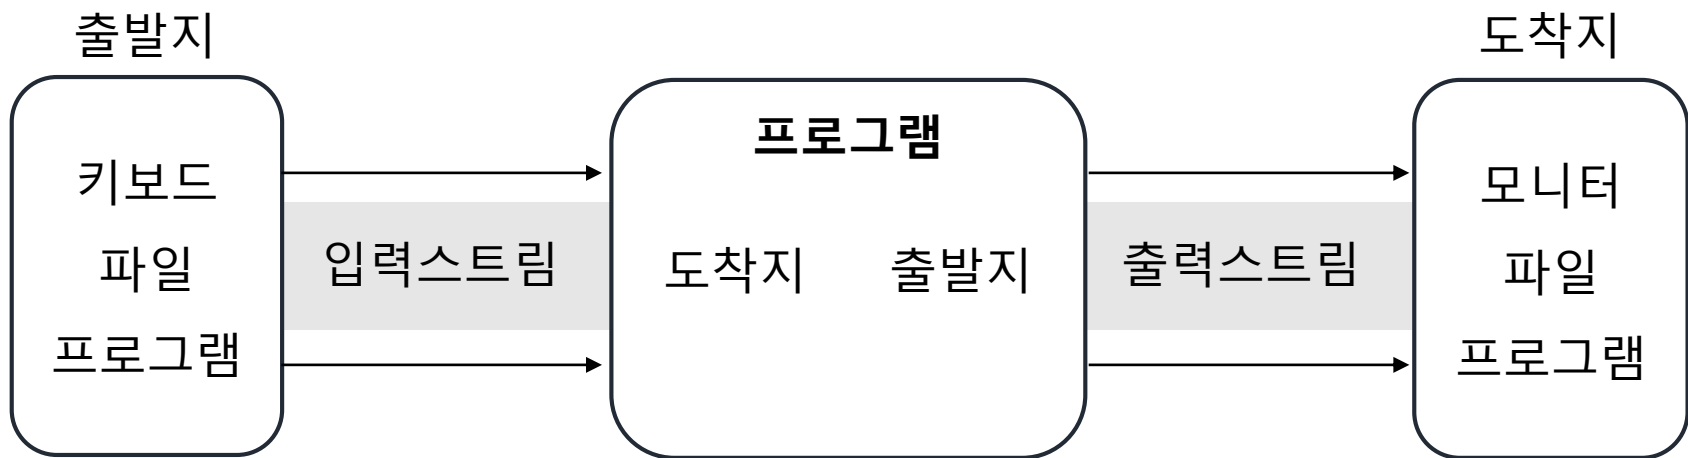 출발지
도착지
키보드
파일
프로그램
입력스트림
프로그램
도착지 출발지
출력스트림
모니터
파일
프로그램